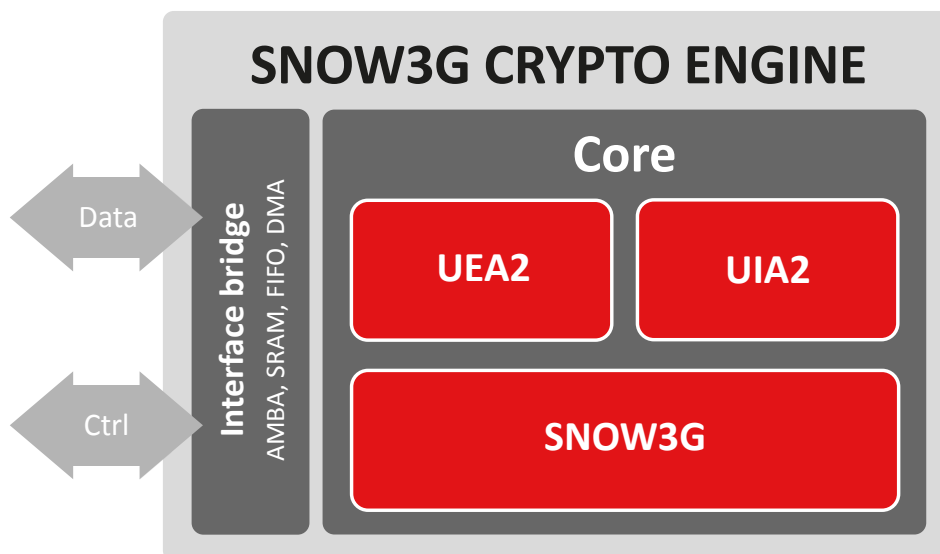 SNOW3G CRYPTO ENGINE
Data
Ctrl
Interface bridge
AMBA, SRAM, FIFO, DMA
Core
UEA2
UIA2
SNOW3G